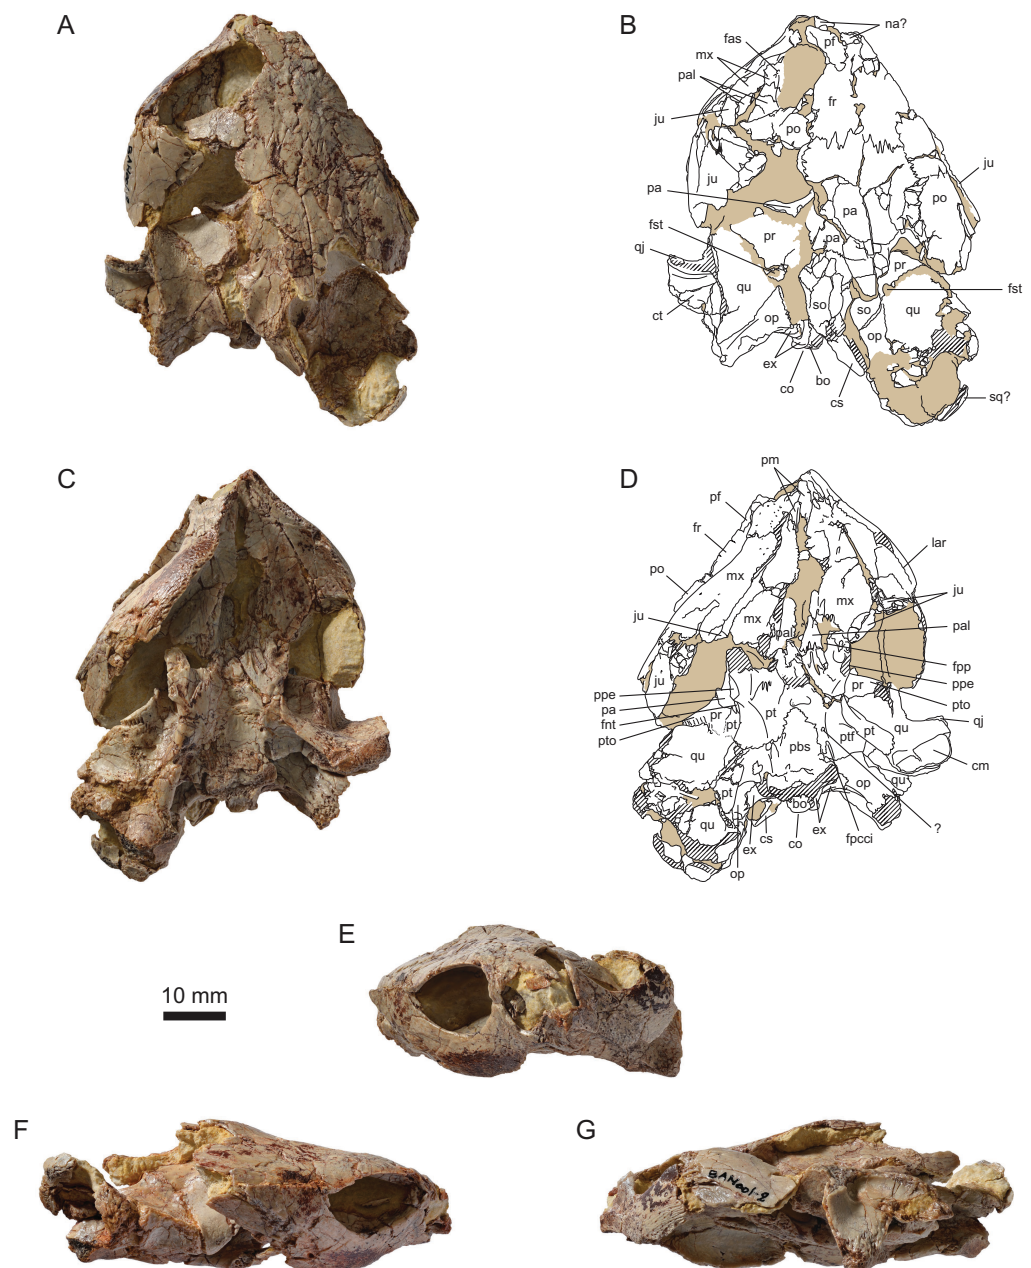 A
B
na?
fas
pf
mx
pal
fr
ju
po
ju
ju
po
pa
pa
fst
pa
pr
qj
pr
fst
qu
so
so
qu
ct
op
op
ex
co
bo
cs
sq?
C
D
pm
pf
fr
lar
po
mx
mx
ju
ju
mx
pal
pal
ju
fpp
ppe
ppe
pa
pr
pto
fnt
pt
pt
qj
pto
pr
ptf
pt
qu
qu
pbs
cm
op
qu
pt
bo
qu
ex
cs
co
ex
fpcci
?
op
E
10 mm
F
G
BAN001-2